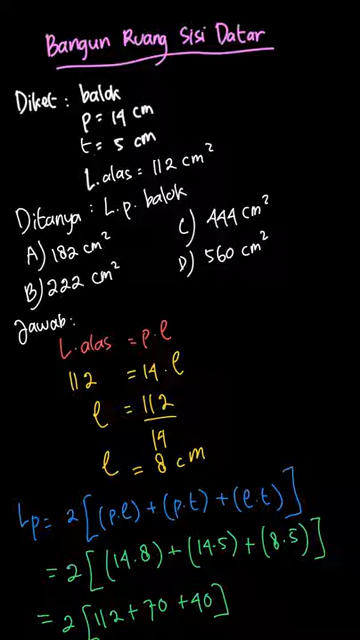 Bangun Ruang Sisi Datar
Diket : balok
p = 14 cm
t = 5 cm
L.alas = 112 cm²
Ditanya : L.p. balok
A) 182 cm²
B) 222 cm²
C) 444 cm²
D) 560 cm²
Jawab:
L.alas = p.l
112 = 14.l
l = 112/14
l = 8 cm
Lp = 2[(p.l) + (p.t) + (l.t)]
= 2[(14.8) + (14.5) + (8.5)]
= 2[112 + 70 + 40]